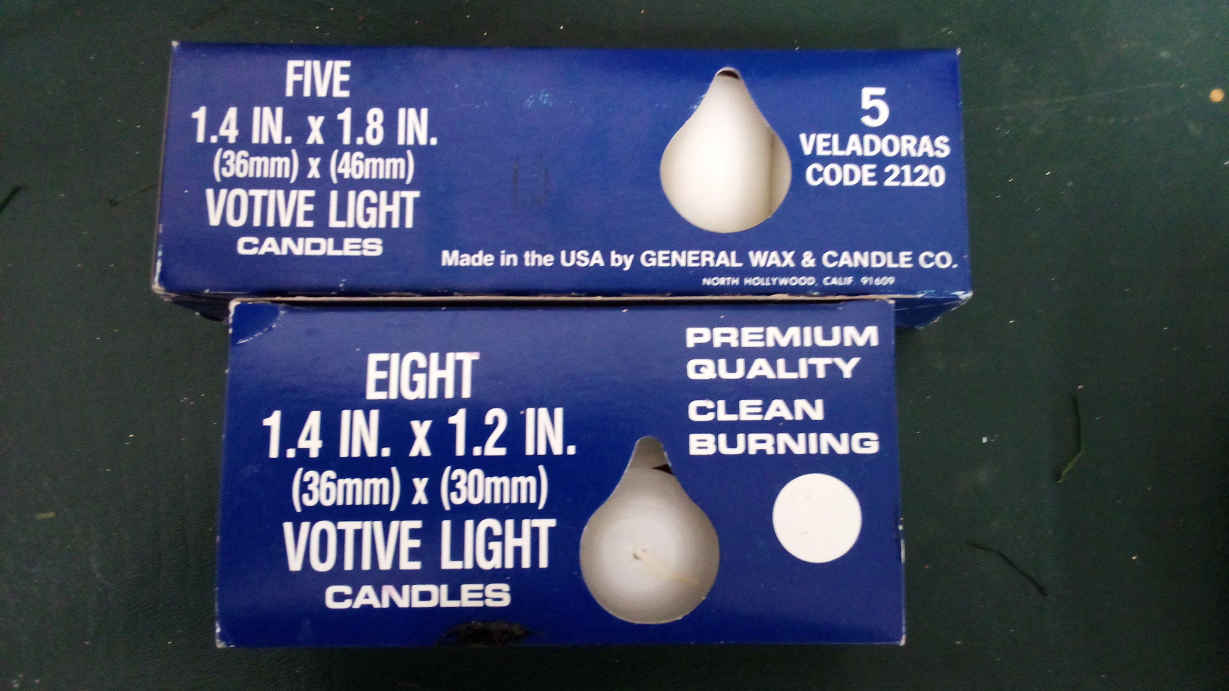 FIVE
1.4 IN. x 1.8 IN.
(36mm) x (46mm)
VOTIVE LIGHT
CANDLES
5
VELADORAS
CODE 2120
Made in the USA by GENERAL WAX & CANDLE CO.
NORTH HOLLYWOOD, CALIF. 91609
EIGHT
1.4 IN. x 1.2 IN.
(36mm) x (30mm)
VOTIVE LIGHT
CANDLES
PREMIUM
QUALITY
CLEAN
BURNING